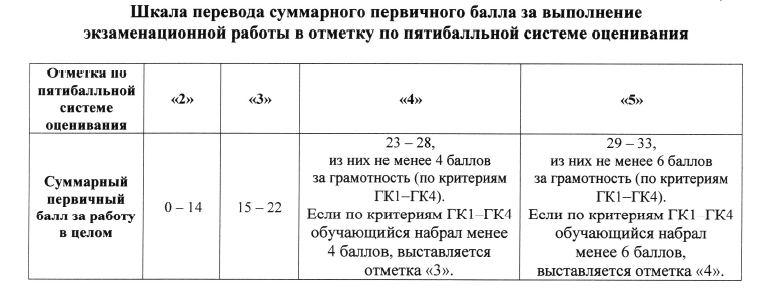 Шкала перевода суммарного первичного балла за выполнение
экзаменационной работы в отметку по пятибалльной системе оценивания
Отметка по
пятибалльной
системе
оценивания
«2»
«3»
«4»
«5»
Суммарный
первичный
балл за работу
в целом
0 – 14
15 – 22
23 – 28,
из них не менее 4 баллов
за грамотность (по критериям
ГК1–ГК4).
Если по критериям ГК1–ГК4
обучающийся набрал менее
4 баллов, выставляется
отметка «3».
29 – 33,
из них не менее 6 баллов
за грамотность (по критериям
ГК1–ГК4).
Если по критериям ГК1–ГК4
обучающийся набрал
менее 6 баллов,
выставляется отметка «4».